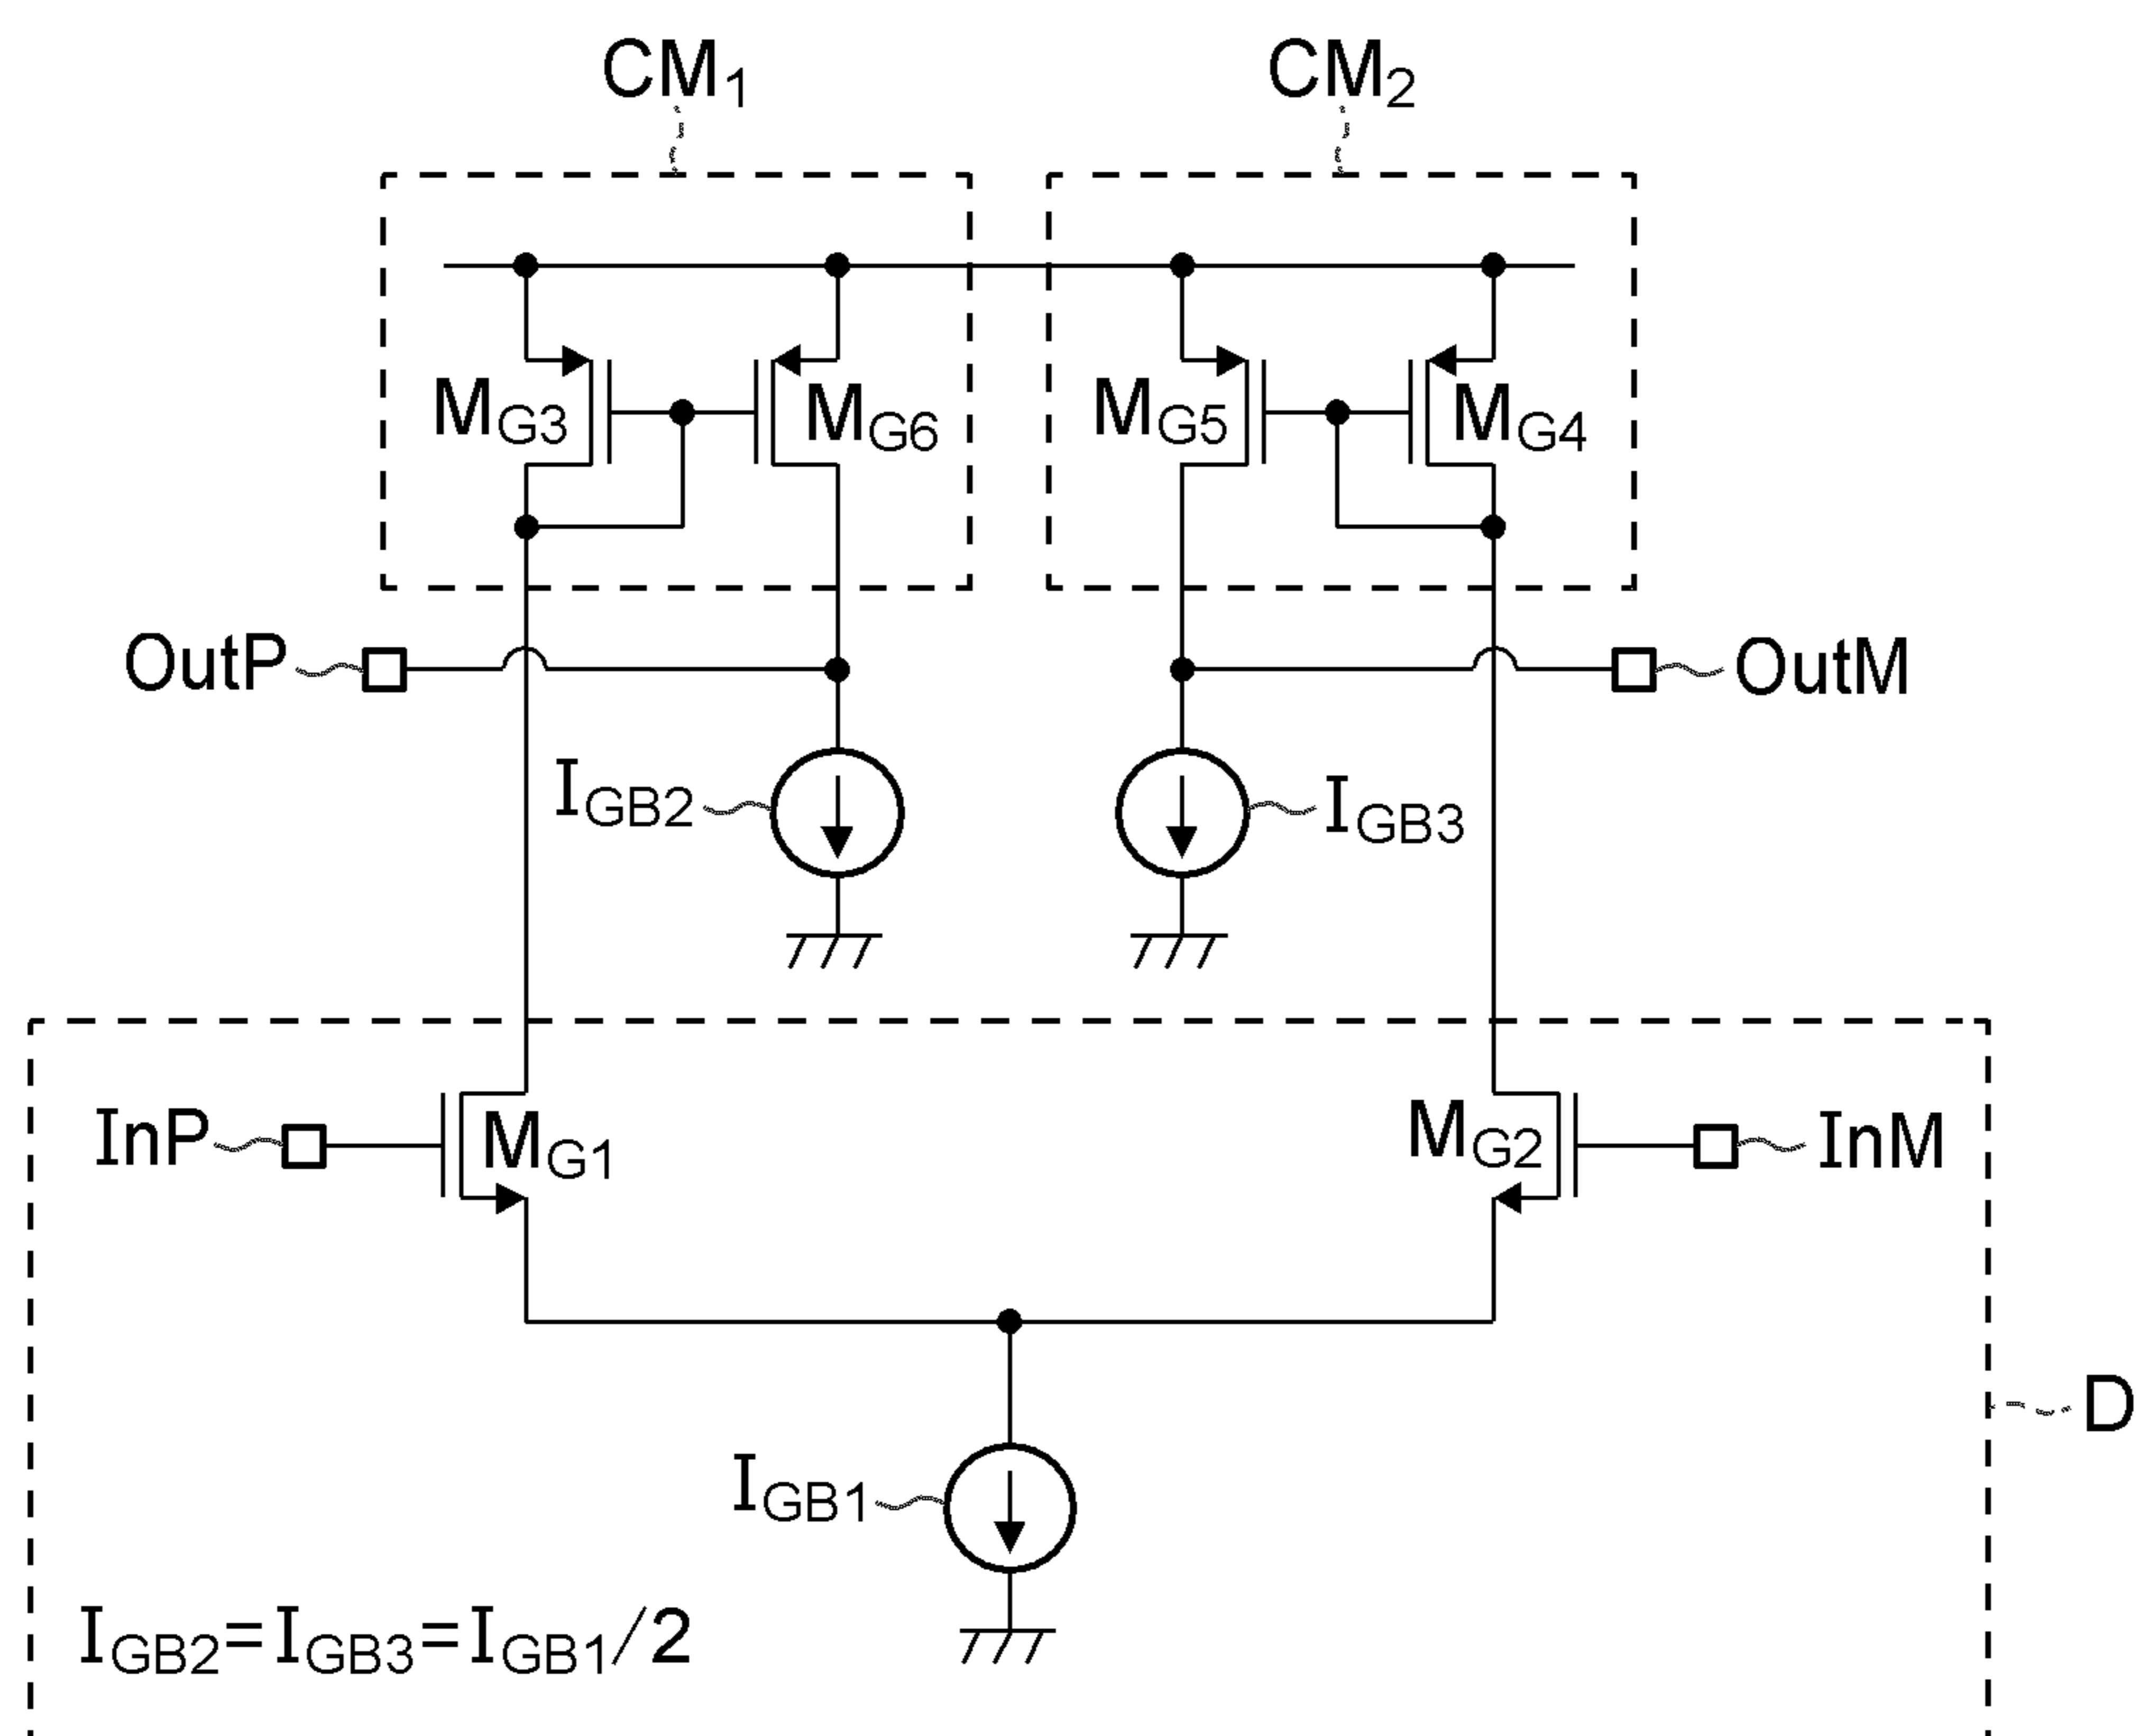 CM1 CM2
MG3 MG6 MG5 MG4
OutP OutM
IGB2 IGB3
InP MG1 MG2 InM
D
IGB1
IGB2=IGB3=IGB1/2